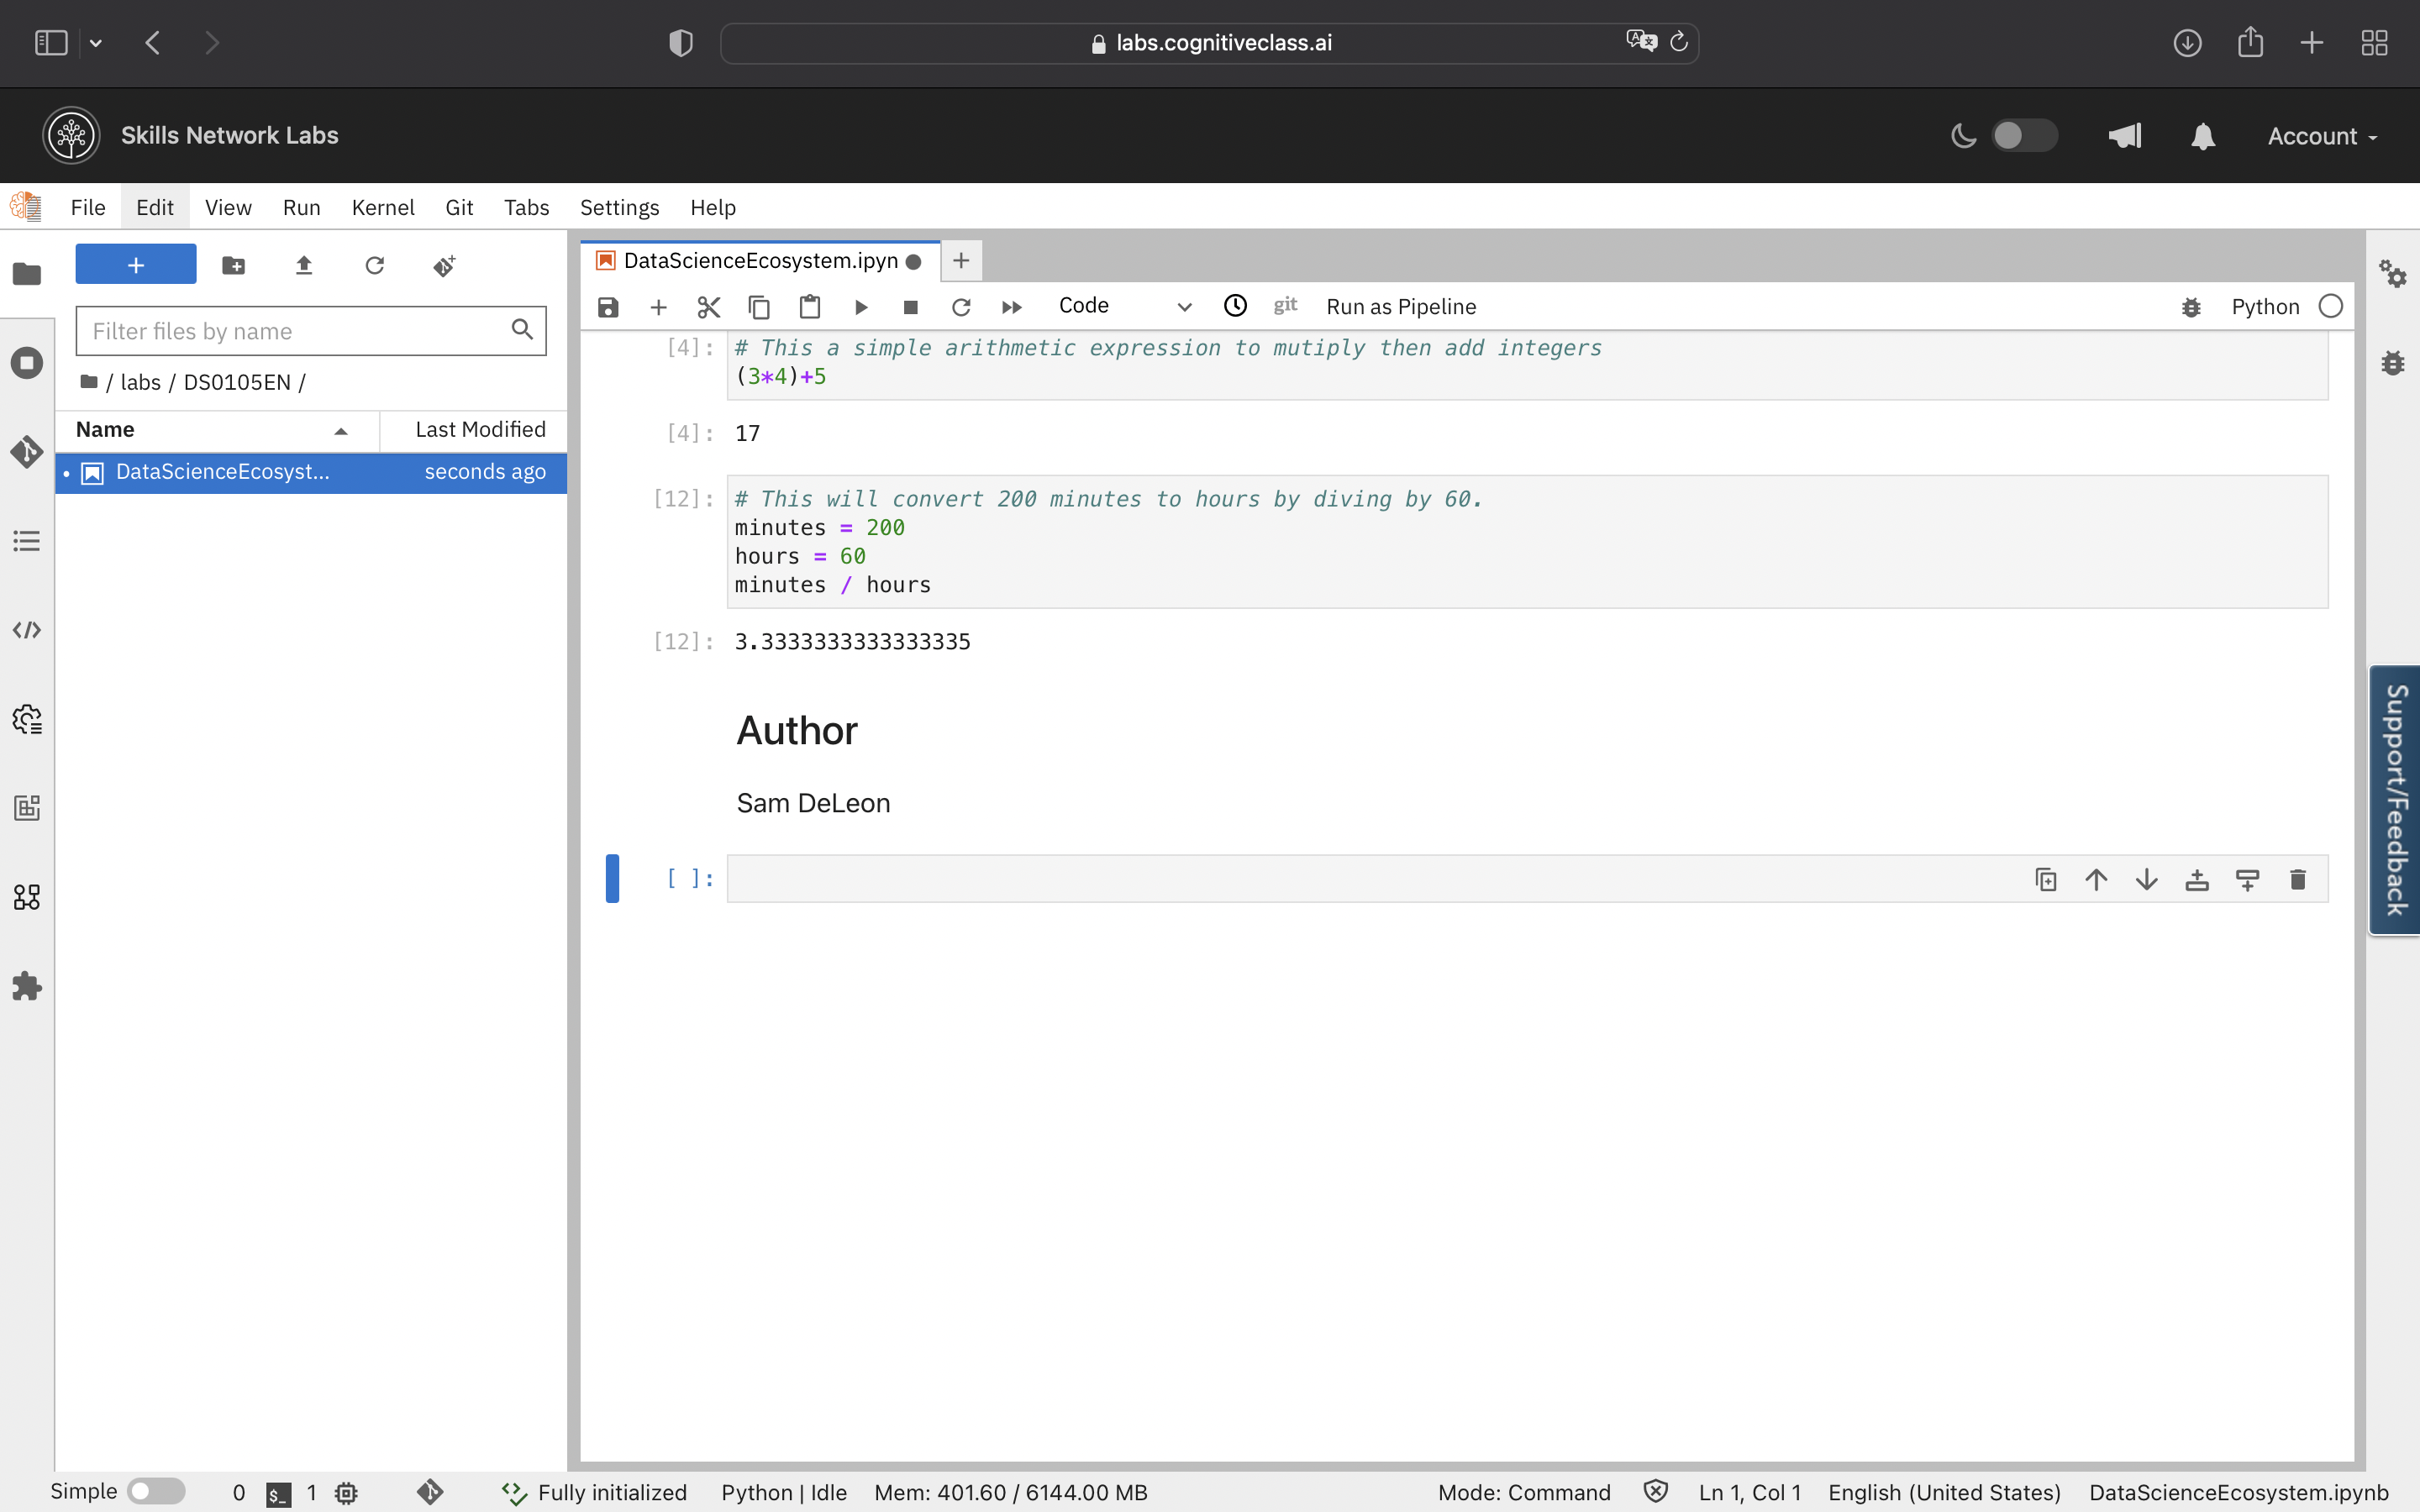 labs.cognitiveclass.ai
Skills Network Labs
Account
File Edit View Run Kernel Git Tabs Settings Help
+
Filter files by name
/ labs / DS0105EN /
Name Last Modified
DataScienceEcosyst... seconds ago
DataScienceEcosystem.ipyn
Code git Run as Pipeline Python
[4]: # This a simple arithmetic expression to mutiply then add integers
(3*4)+5
[4]: 17
[12]: # This will convert 200 minutes to hours by diving by 60.
minutes = 200
hours = 60
minutes / hours
[12]: 3.3333333333333335
Author
Sam DeLeon
[ ]:
Support/Feedback
Simple 0 $_ 1 Fully initialized Python | Idle Mem: 401.60 / 6144.00 MB Mode: Command Ln 1, Col 1 English (United States) DataScienceEcosystem.ipynb